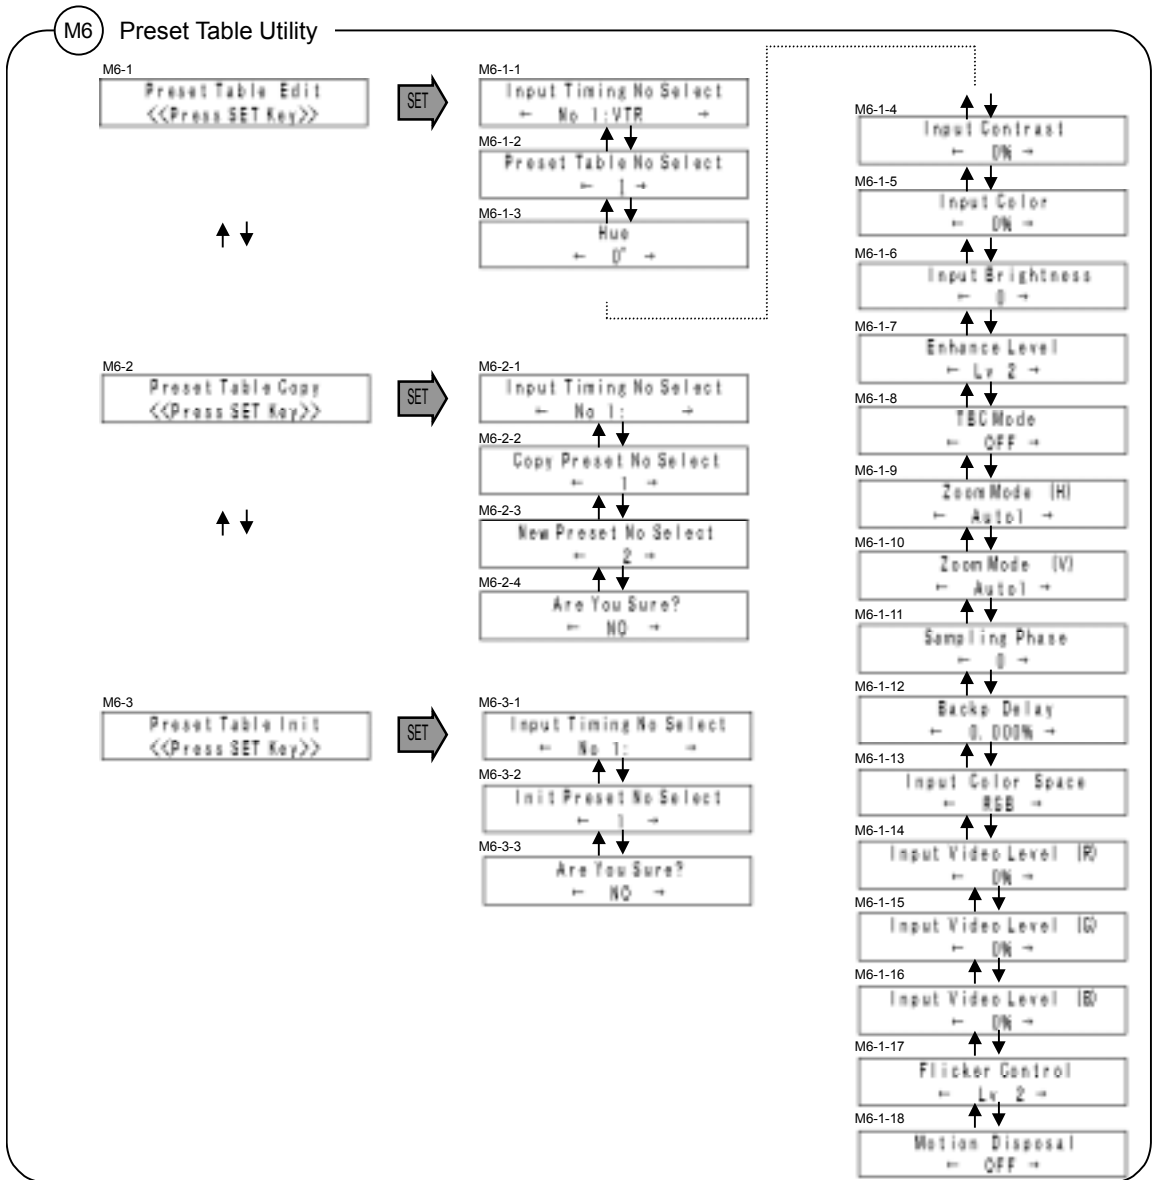 M6 Preset Table Utility
M6-1
Preset Table Edit
<<Press SET Key>>
SET
M6-1-1
Input Timing No Select
← No 1:VTR →
M6-1-2
Preset Table No Select
← 1 →
M6-1-3
Hue
← 0° →
M6-2
Preset Table Copy
<<Press SET Key>>
SET
M6-2-1
Input Timing No Select
← No 1: →
M6-2-2
Copy Preset No Select
← 1 →
M6-2-3
New Preset No Select
← 2 →
M6-2-4
Are You Sure?
← NO →
M6-3
Preset Table Init
<<Press SET Key>>
SET
M6-3-1
Input Timing No Select
← No 1: →
M6-3-2
Init Preset No Select
← 1 →
M6-3-3
Are You Sure?
← NO →
M6-1-4
Input Contrast
← 0% →
M6-1-5
Input Color
← 0% →
M6-1-6
Input Brightness
← 0 →
M6-1-7
Enhance Level
← Lv 2 →
M6-1-8
TBC Mode
← OFF →
M6-1-9
Zoom Mode (H)
← Auto1 →
M6-1-10
Zoom Mode (V)
← Auto1 →
M6-1-11
Sampling Phase
← 0 →
M6-1-12
Backp Delay
← 0.000% →
M6-1-13
Input Color Space
← RGB →
M6-1-14
Input Video Level (R)
← 0% →
M6-1-15
Input Video Level (G)
← 0% →
M6-1-16
Input Video Level (B)
← 0% →
M6-1-17
Flicker Control
← Lv 2 →
M6-1-18
Motion Disposal
← OFF →